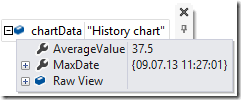 chartData "History chart"
AverageValue 37.5
MaxDate {09.07.13 11:27:01}
Raw View